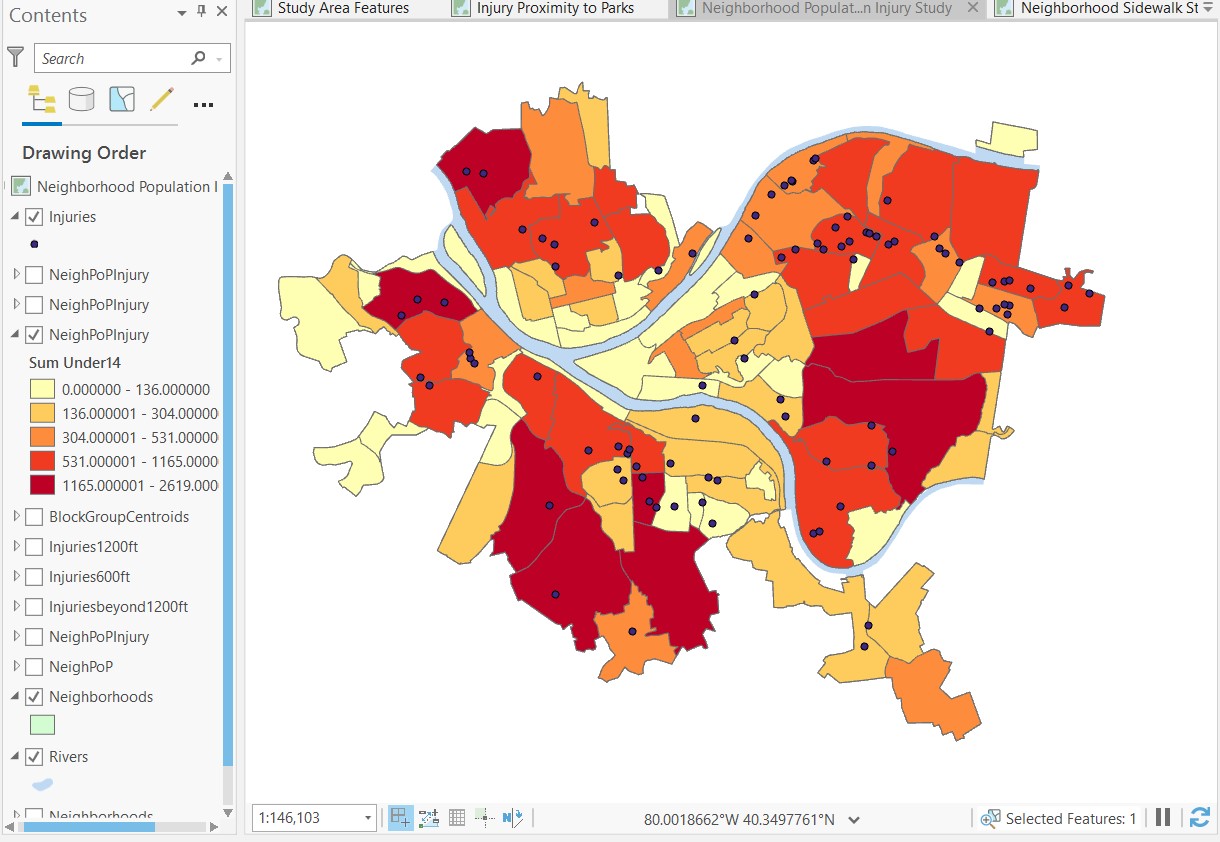 Contents
Search
Drawing Order
Neighborhood Population I
Injuries
NeighPoPInjury
NeighPoPInjury
NeighPoPInjury
Sum Under14
0.000000 - 136.000000
136.000001 - 304.0000
304.000001 - 531.0000
531.000001 - 1165.0000
1165.000001 - 2619.000
BlockGroupCentroids
Injuries1200ft
Injuries600ft
Injuriesbeyond1200ft
NeighPoPInjury
NeighPoP
Neighborhoods
Rivers
Neighborhoods
Study Area Features
Injury Proximity to Parks
Neighborhood Populat...n Injury Study
Neighborhood Sidewalk St
1:146,103
80.0018662°W 40.3497761°N
Selected Features: 1